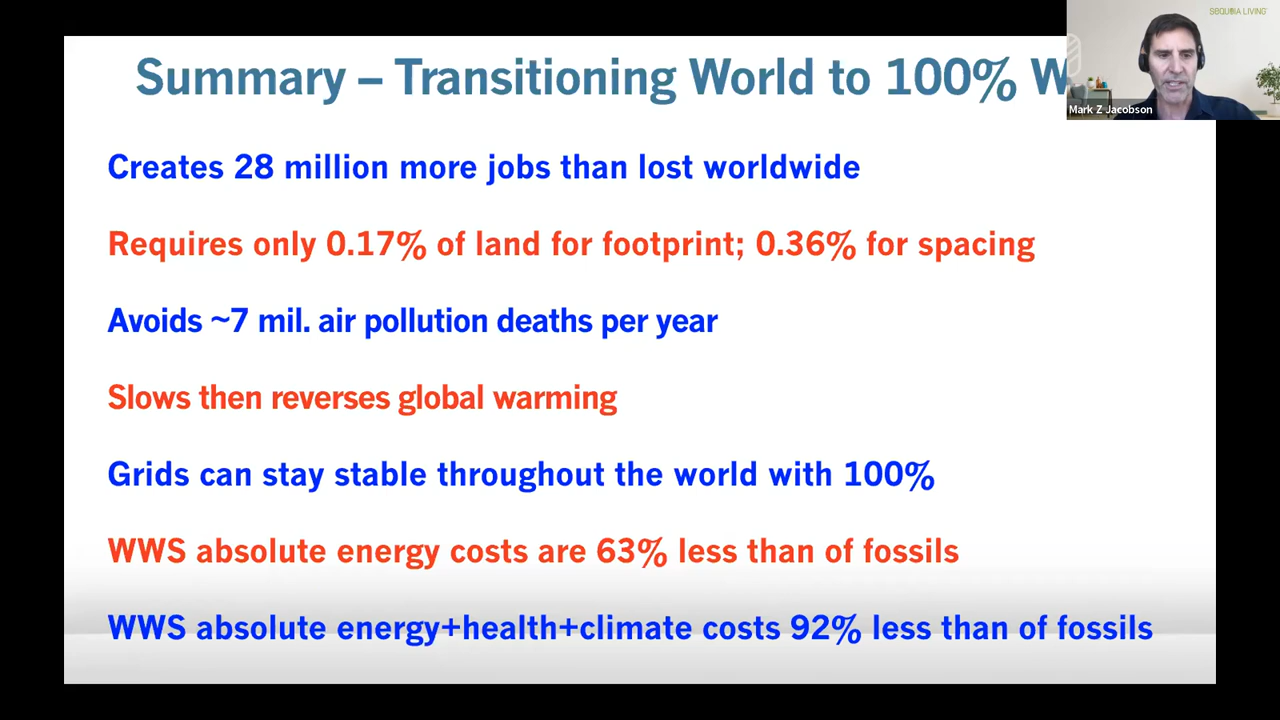 SEQUOIA LIVING
Summary – Transitioning World to 100% W
Mark Z Jacobson
Creates 28 million more jobs than lost worldwide
Requires only 0.17% of land for footprint; 0.36% for spacing
Avoids ~7 mil. air pollution deaths per year
Slows then reverses global warming
Grids can stay stable throughout the world with 100%
WWS absolute energy costs are 63% less than of fossils
WWS absolute energy+health+climate costs 92% less than of fossils